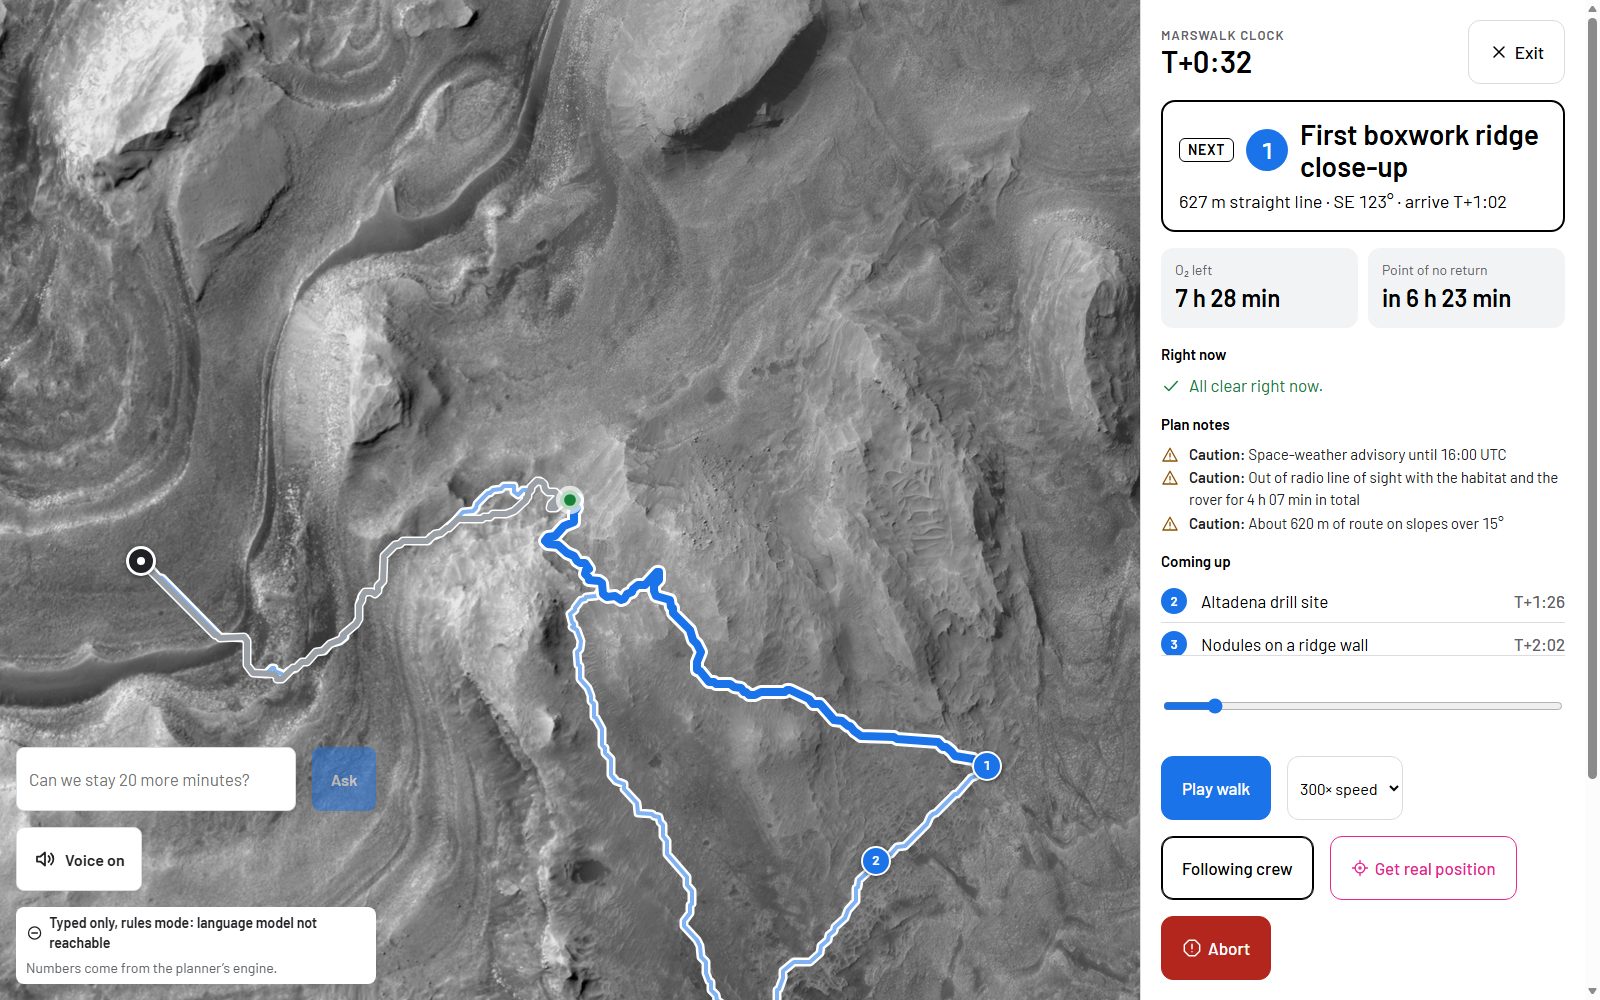 MARSWALK CLOCK
T+0:32
Exit
NEXT
1
First boxwork ridge
close-up
627 m straight line · SE 123° · arrive T+1:02
O₂ left
7 h 28 min
Point of no return
in 6 h 23 min
Right now
All clear right now.
Plan notes
Caution: Space-weather advisory until 16:00 UTC
Caution: Out of radio line of sight with the habitat and the
rover for 4 h 07 min in total
Caution: About 620 m of route on slopes over 15°
Coming up
2 Altadena drill site T+1:26
3 Nodules on a ridge wall T+2:02
Play walk
300× speed
Following crew
Get real position
Abort
1
2
Can we stay 20 more minutes?
Ask
Voice on
Typed only, rules mode: language model not
reachable
Numbers come from the planner's engine.